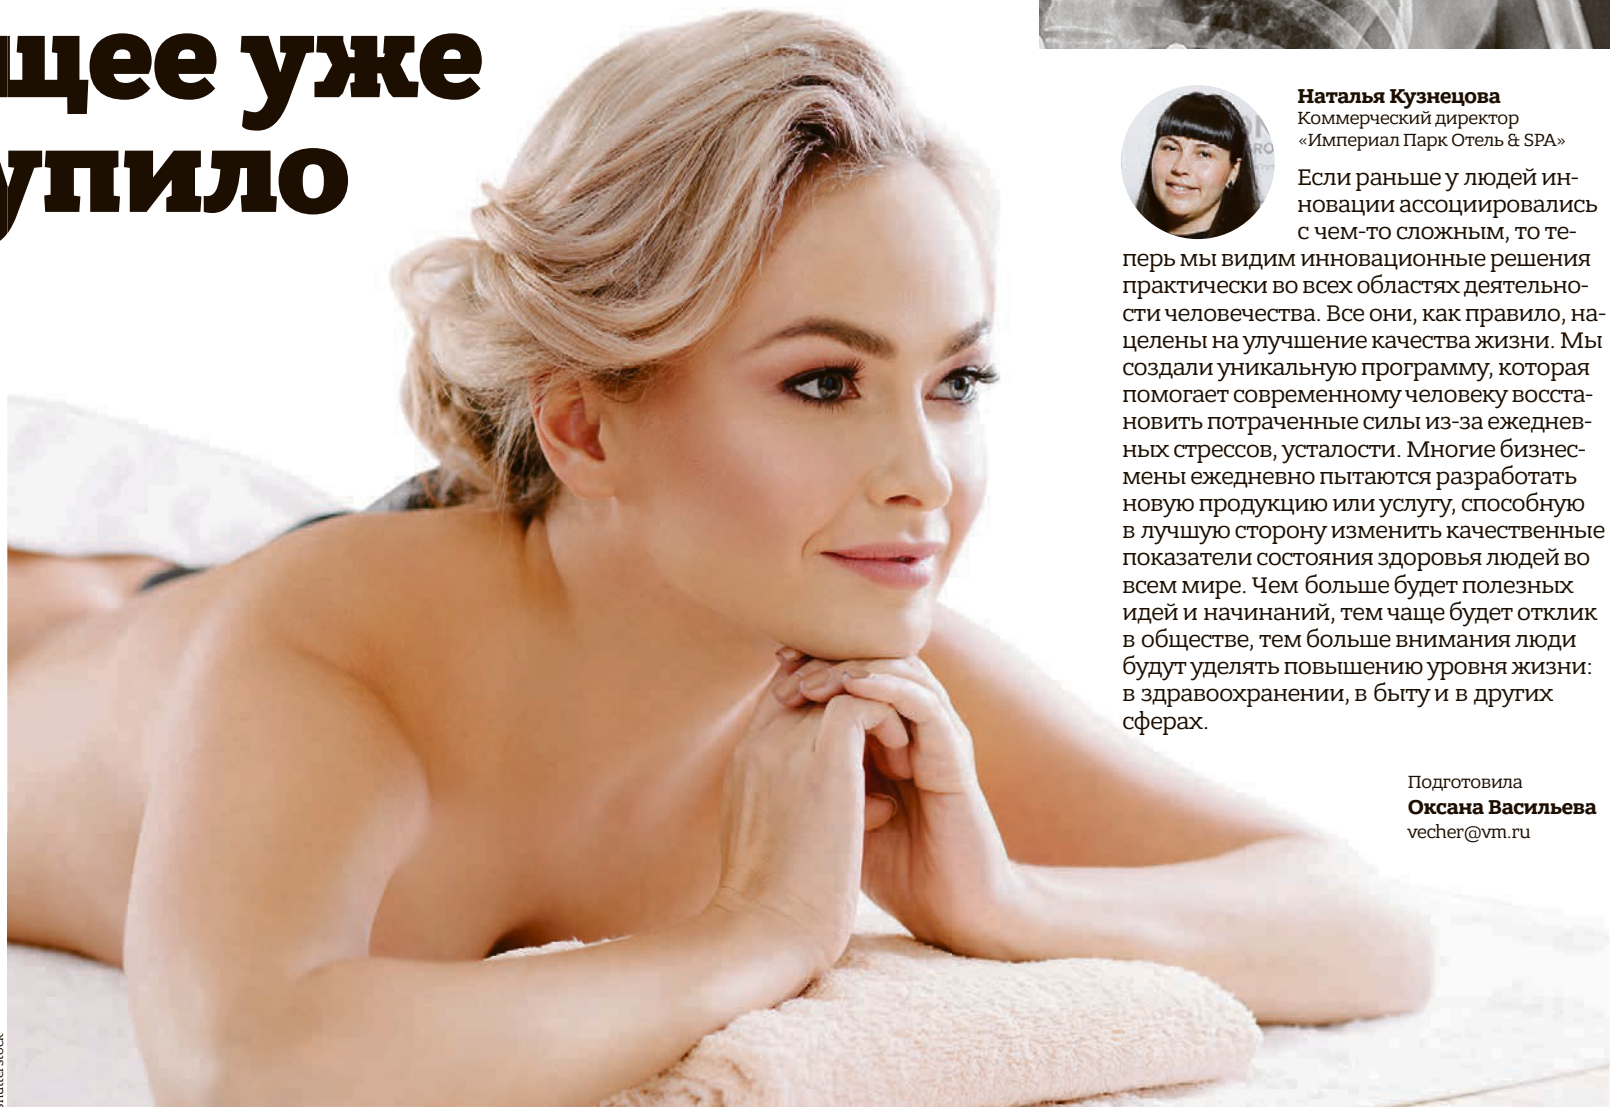 щее уже
упило
Наталья Кузнецова
Коммерческий директор
«Империал Парк Отель & SPA»
Если раньше у людей ин-
новации ассоциировались
с чем-то сложным, то те-
перь мы видим инновационные решения
практически во всех областях деятельно-
сти человечества. Все они, как правило, на-
целены на улучшение качества жизни. Мы
создали уникальную программу, которая
помогает современному человеку восста-
новить потраченные силы из-за ежеднев-
ных стрессов, усталости. Многие бизнес-
мены ежедневно пытаются разработать
новую продукцию или услугу, способную
в лучшую сторону изменить качественные
показатели состояния здоровья людей во
всем мире. Чем больше будет полезных
идей и начинаний, тем чаще будет отклик
в обществе, тем больше внимания люди
будут уделять повышению уровня жизни:
в здравоохранении, в быту и в других
сферах.
Подготовила
Оксана Васильева
vecher@vm.ru